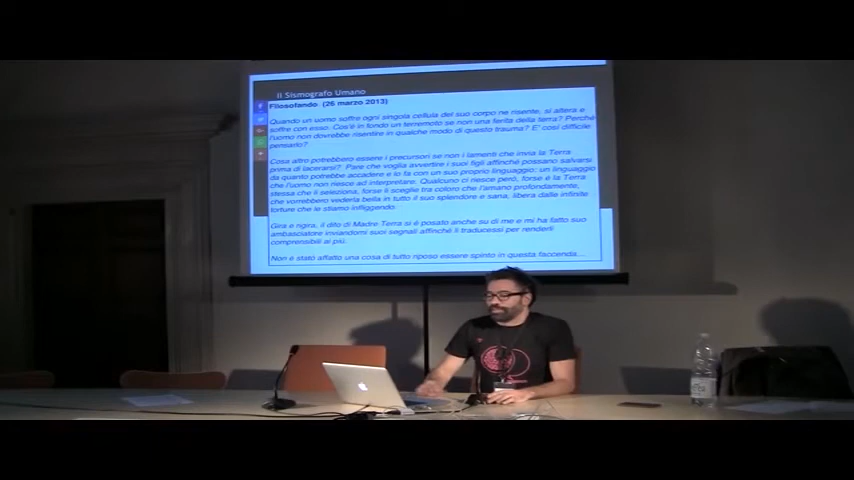 Il Sismografo Umano
Filosofando (26 marzo 2013)
Quando un uomo soffre ogni singola cellula del suo corpo ne risente, si altera e
soffre con esso. Cos'è in fondo un terremoto se non una ferita della terra? Perché
l'uomo non dovrebbe risentire in qualche modo di questo trauma? E' così difficile
pensarlo?
Cosa altro potrebbero essere i precursori se non i lamenti che invia la Terra
prima di lacerarsi? Pare che voglia avvertire i suoi figli affinché possano salvarsi
da quanto potrebbe accadere e lo fa con un suo proprio linguaggio; un linguaggio
che l'uomo non riesce ad interpretare. Qualcuno ci riesce però, forse è la Terra
stessa che li seleziona, forse li sceglie tra coloro che l'amano profondamente,
che vorrebbero vederla bella in tutto il suo splendore e sana, libera dalle infinite
torture che le stiamo infliggendo.
Gira e rigira, il dito di Madre Terra si è posato anche su di me e mi ha fatto suo
ambasciatore inviandomi suoi segnali affinché li traducessi per renderli
comprensibili ai più.
Non è stato affatto una cosa di tutto riposo essere spinto in questa faccenda...